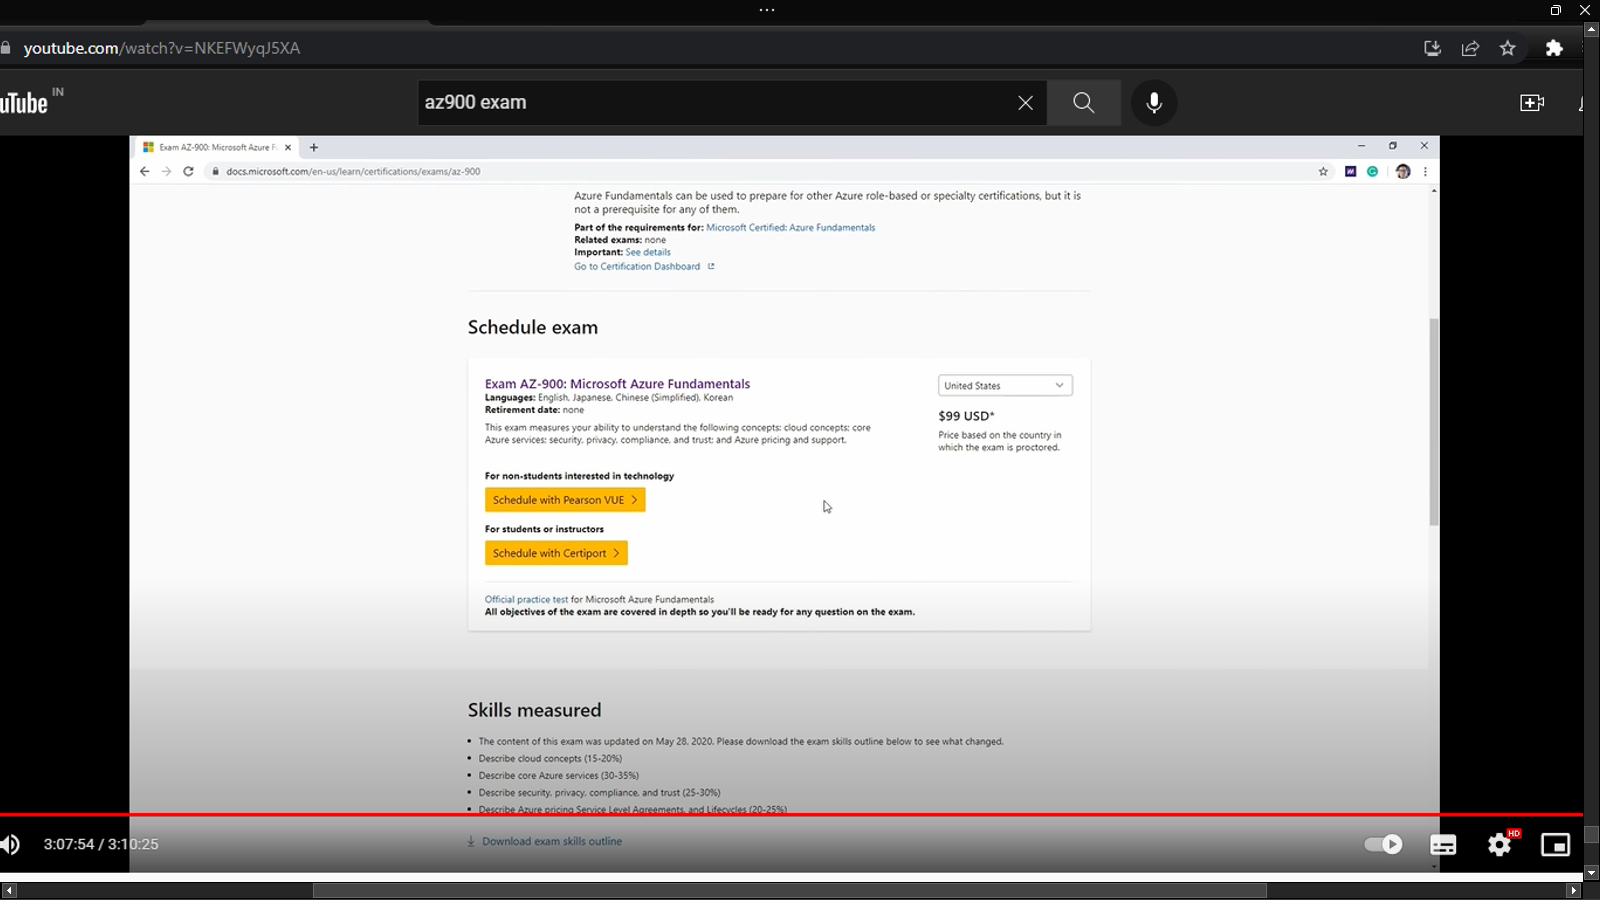 youtube.com/watch?v=NKEFWyqJ5XA
uTube IN
az900 exam
Exam AZ-900: Microsoft Azure F
docs.microsoft.com/en-us/learn/certifications/exams/az-900
Azure Fundamentals can be used to prepare for other Azure role-based or specialty certifications, but it is
not a prerequisite for any of them.
Part of the requirements for: Microsoft Certified: Azure Fundamentals
Related exams: none
Important: See details
Go to Certification Dashboard
Schedule exam
Exam AZ-900: Microsoft Azure Fundamentals
Languages: English, Japanese, Chinese (Simplified), Korean
Retirement date: none
This exam measures your ability to understand the following concepts: cloud concepts; core
Azure services; security, privacy, compliance, and trust; and Azure pricing and support.
United States
$99 USD*
Price based on the country in
which the exam is proctored.
For non-students interested in technology
Schedule with Pearson VUE
For students or instructors
Schedule with Certiport
Official practice test for Microsoft Azure Fundamentals
All objectives of the exam are covered in depth so you'll be ready for any question on the exam.
Skills measured
• The content of this exam was updated on May 28, 2020. Please download the exam skills outline below to see what changed.
• Describe cloud concepts (15-20%)
• Describe core Azure services (30-35%)
• Describe security, privacy, compliance, and trust (25-30%)
• Describe Azure pricing Service Level Agreements, and Lifecycles (20-25%)
Download exam skills outline
3:07:54 / 3:10:25
HD